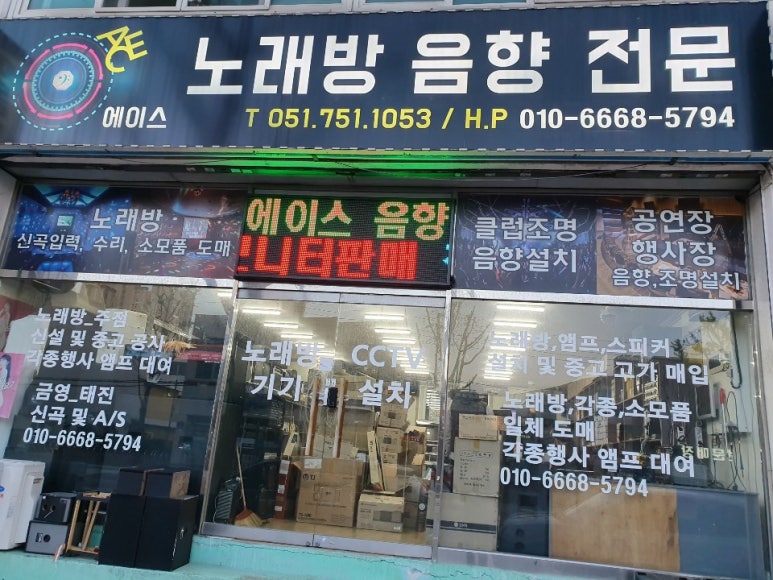 ACE
노래방 음향 전문
에이스
T 051.751.1053 / H.P 010-6668-5794
노래방
신곡입력, 수리, 소모품 도매
에이스 음향
모니터판매
클럽조명
음향설치
공연장
행사장
음향,조명설치
노래방_주점
신설 및 중고 공사
각종행사 앰프 대여
금영_태진
신곡 및 A/S
010-6668-5794
노래방
기기
CCTV
설치
노래방,앰프,스피커
설치 및 중고 고가 매입
노래방,각종,소모품
일체 도매
각종행사 앰프 대여
010-6668-5794